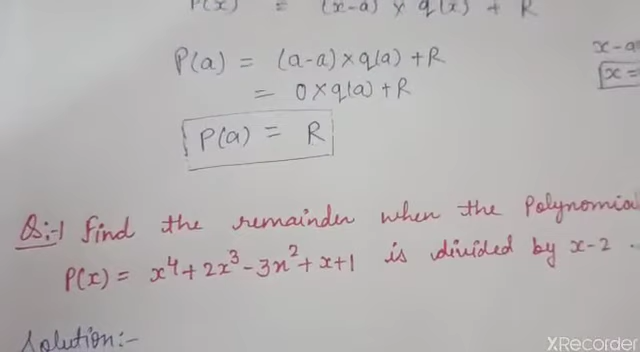 P(x) = (x-a) x q(x) + R
P(a) = (a-a) × q(a) + R
x-a
= 0 × q(a) + R
x =
P(a) = R
Q:-1 Find the remainder when the Polynomial
P(x) = x⁴ + 2x³ - 3x² + x + 1 is divided by x-2 .
Solution:-
XRecorder